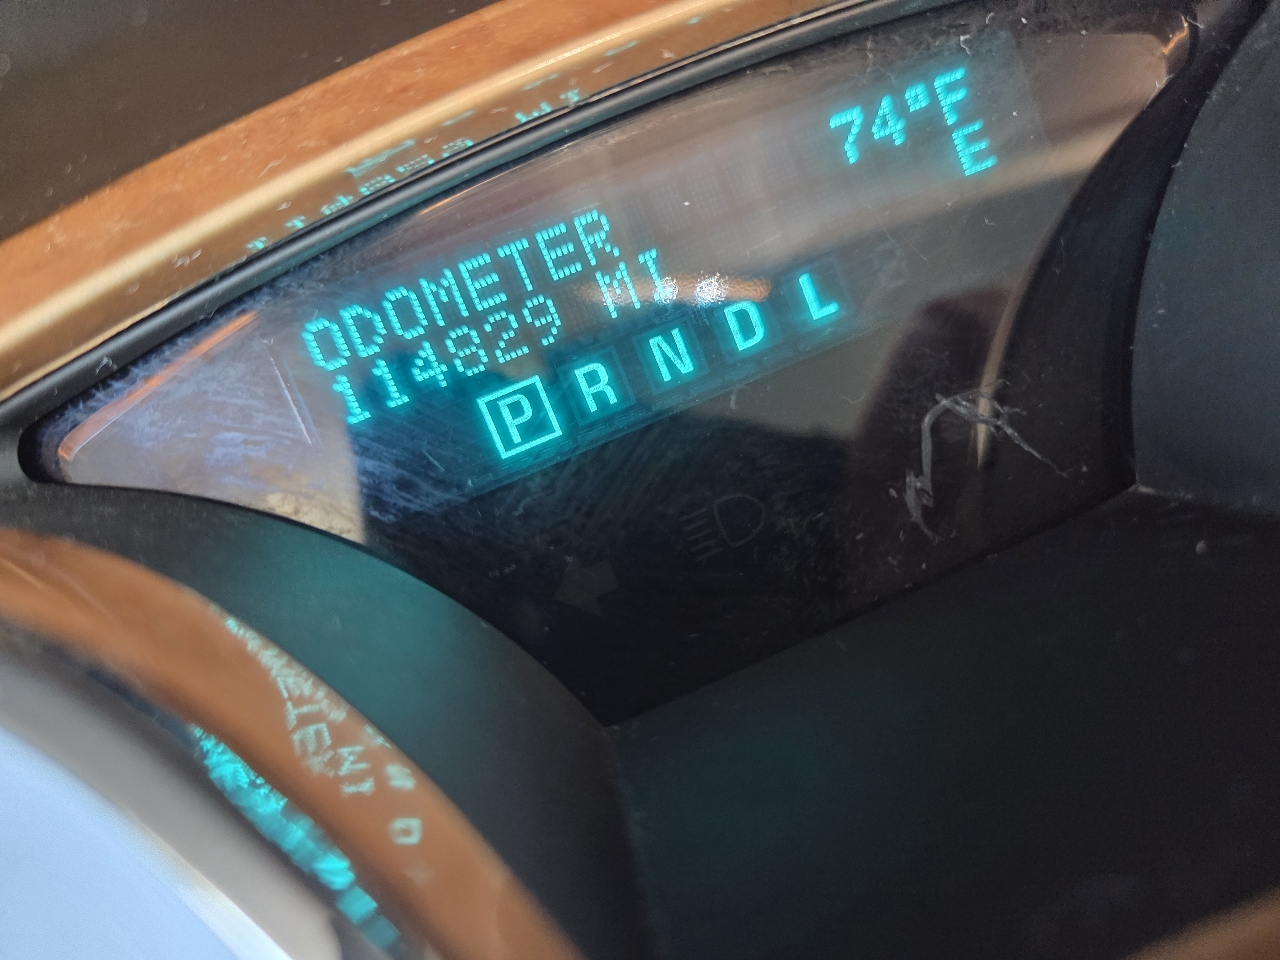 74°F
E
ODOMETER
114829 MI
P R N D L